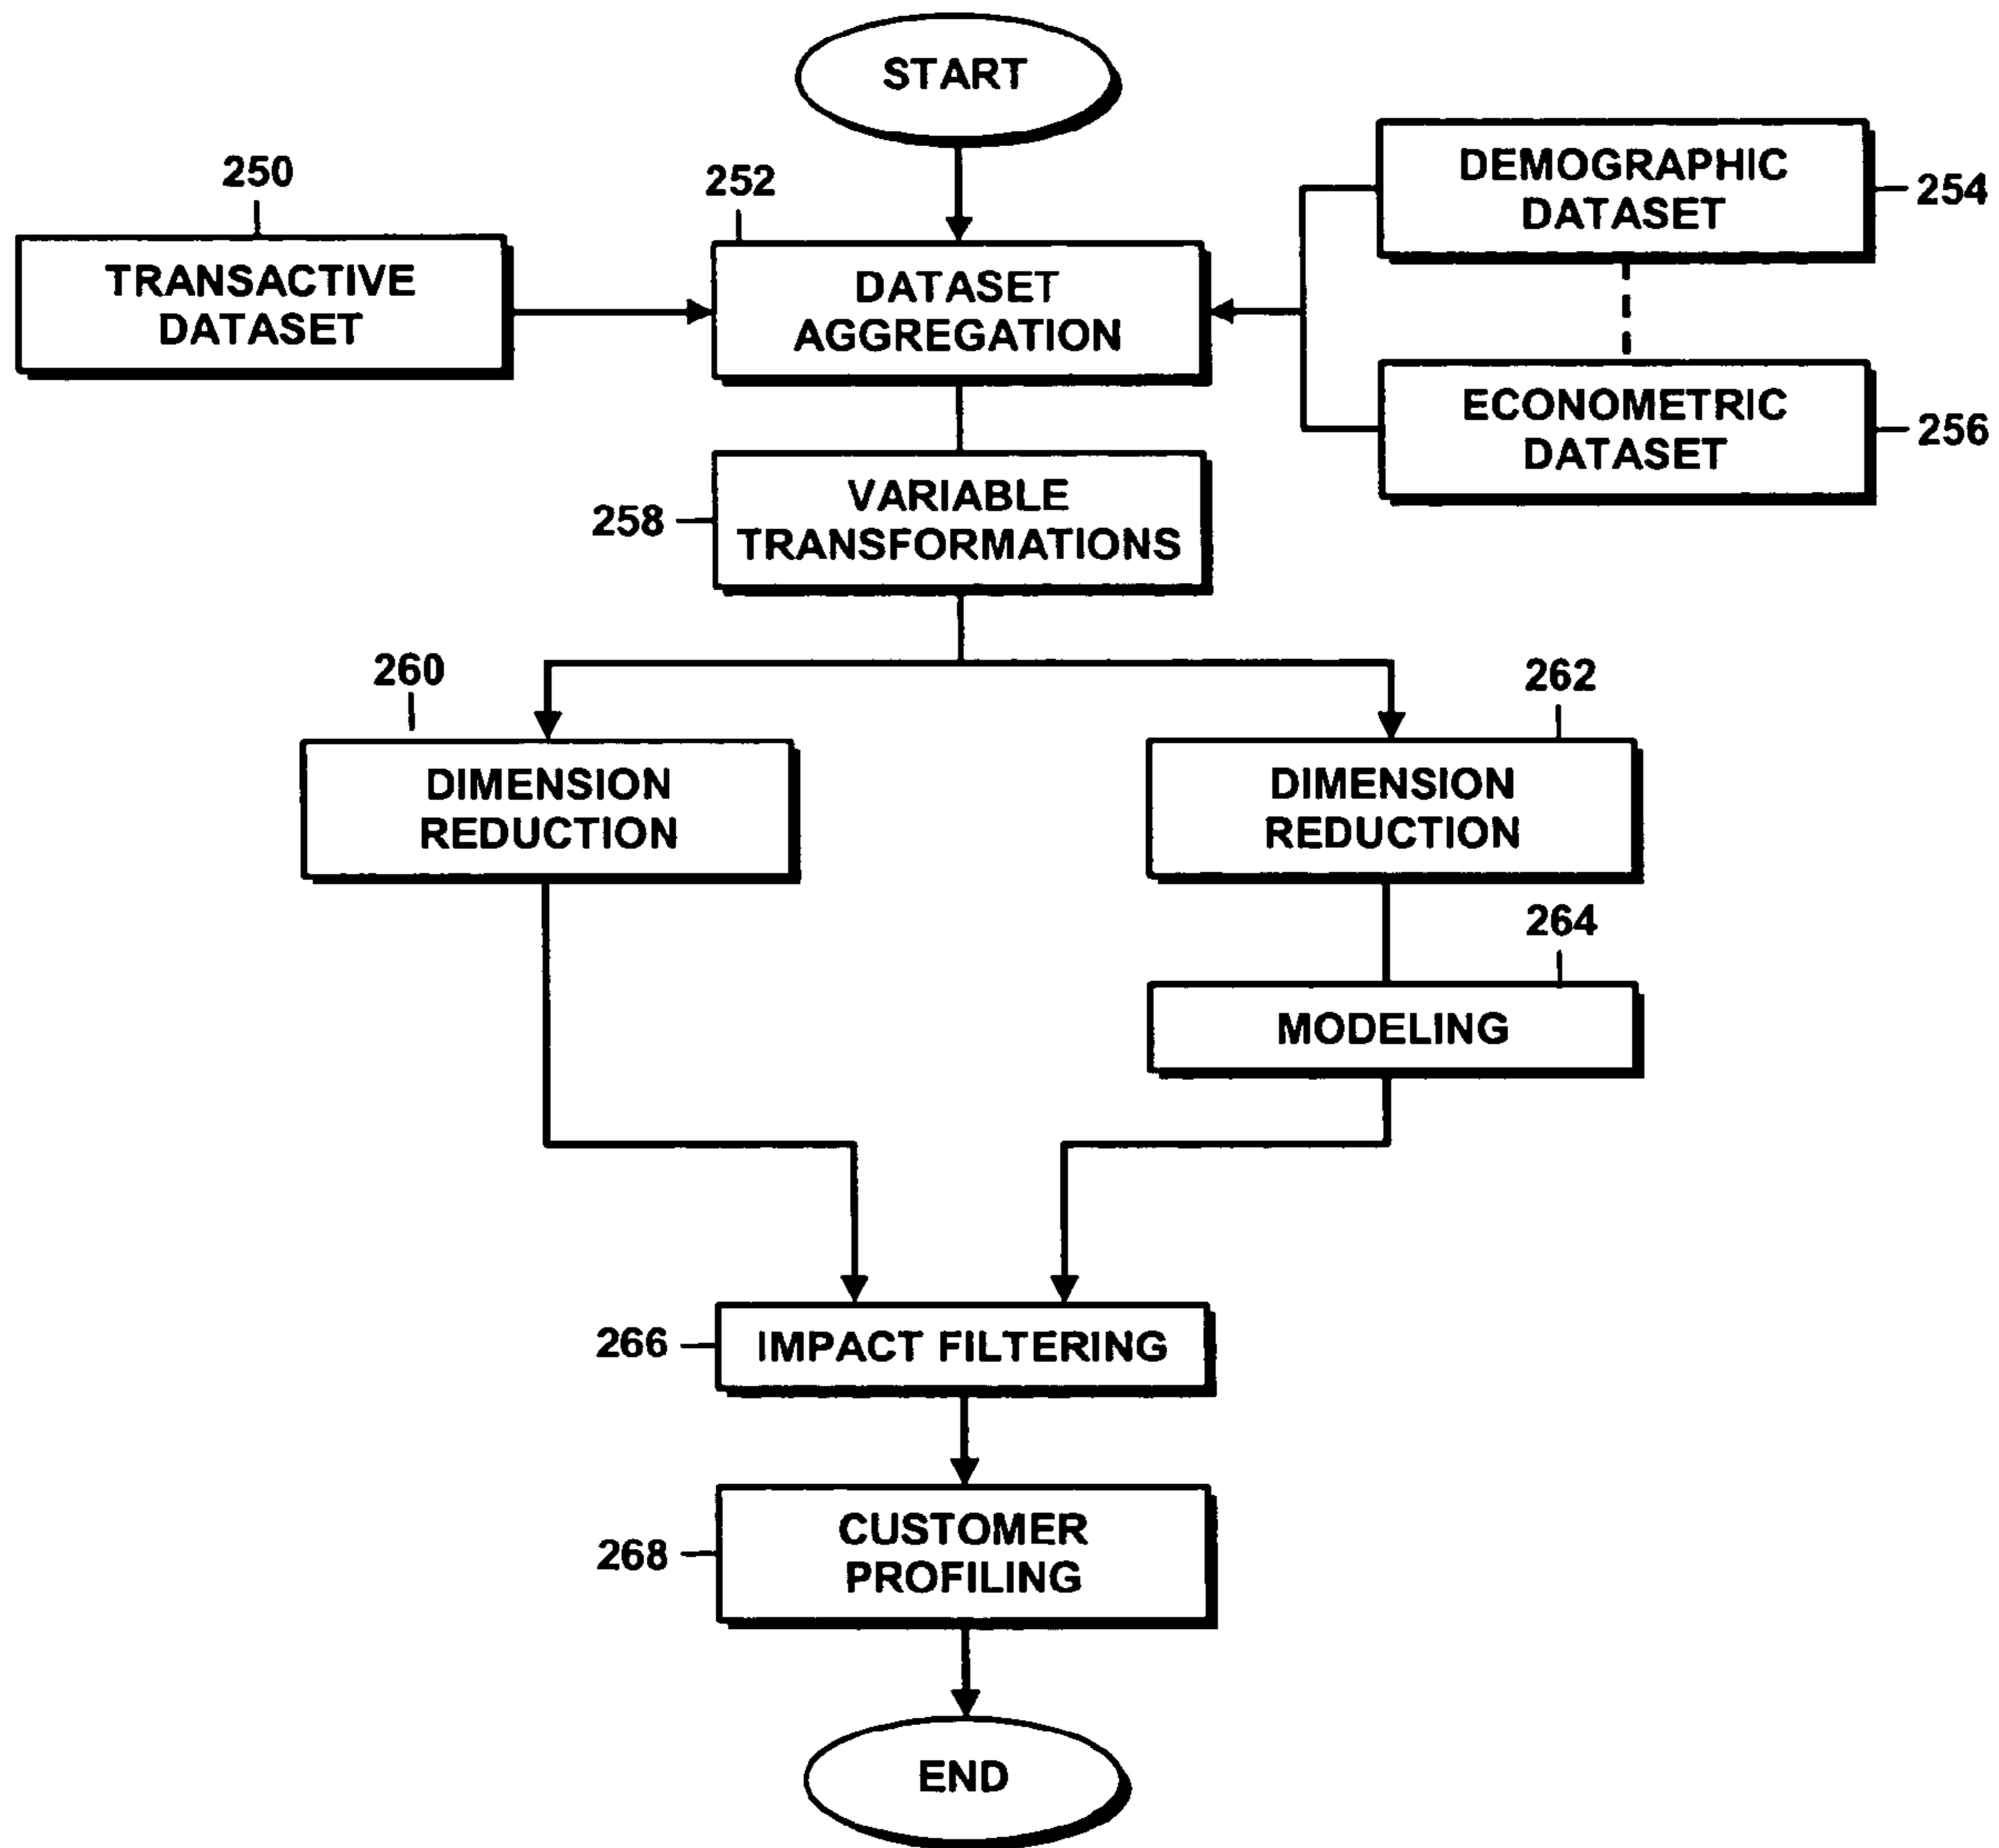 START
250
252
DEMOGRAPHIC
DATASET
254
TRANSACTIVE
DATASET
DATASET
AGGREGATION
ECONOMETRIC
DATASET
256
258
VARIABLE
TRANSFORMATIONS
260
262
DIMENSION
REDUCTION
DIMENSION
REDUCTION
264
MODELING
266
IMPACT FILTERING
268
CUSTOMER
PROFILING
END